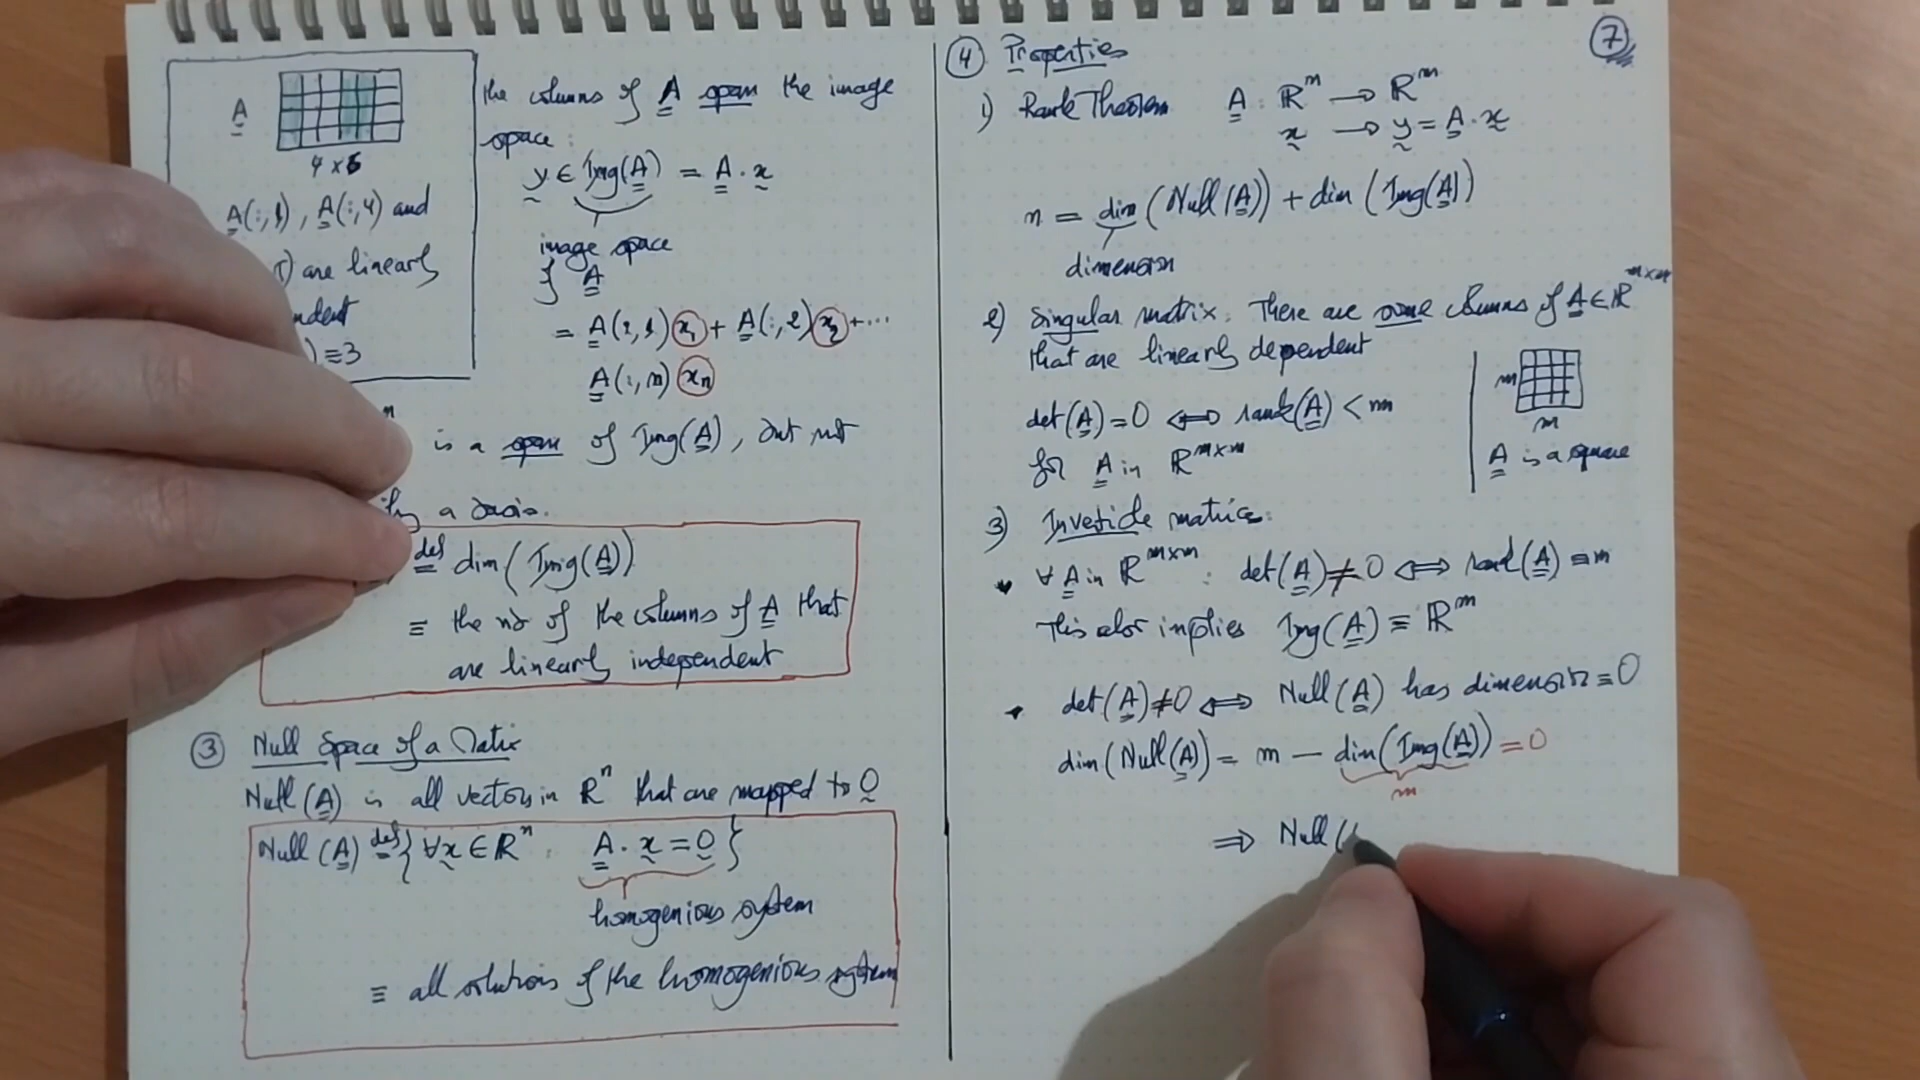 A
4 x 6
A(:,1), A(:,4) and
are linearly
≡3
the columns of A span the image
space:
y ∈ Img(A) = A · x
image space
of A
= A(:,1) x₁ + A(:,2) x₂ + ...
A(:,n) xₙ
is a span of Img(A), but not
a basis.
def dim(Img(A))
≡ the nb of the columns of A that
are linearly independent
③ Null Space of a Matrix
Null(A) is all vectors in ℝⁿ that are mapped to 0
Null(A) def { ∀x ∈ ℝⁿ : A · x = 0 }
homogenious system
≡ all solutions of the homogenious system
⑦
④ Properties
1) Rank Theorem A : ℝⁿ → ℝᵐ
x → y = A · x
n = dim(Null(A)) + dim(Img(A))
dimension
2) Singular matrix. There are some columns of A ∈ ℝᵐˣᵐ
that are linearly dependent
det(A) = 0 ⇔ rank(A) < m
for A in ℝᵐˣᵐ
m
m
A is a square
3) Invertible matrices:
∀ A in ℝᵐˣᵐ : det(A) ≠ 0 ⇔ rank(A) ≡ m
This also implies Img(A) ≡ ℝᵐ
• det(A) ≠ 0 ⇔ Null(A) has dimension ≡ 0
dim(Null(A)) = m − dim(Img(A)) = 0
m
⇒ Null(